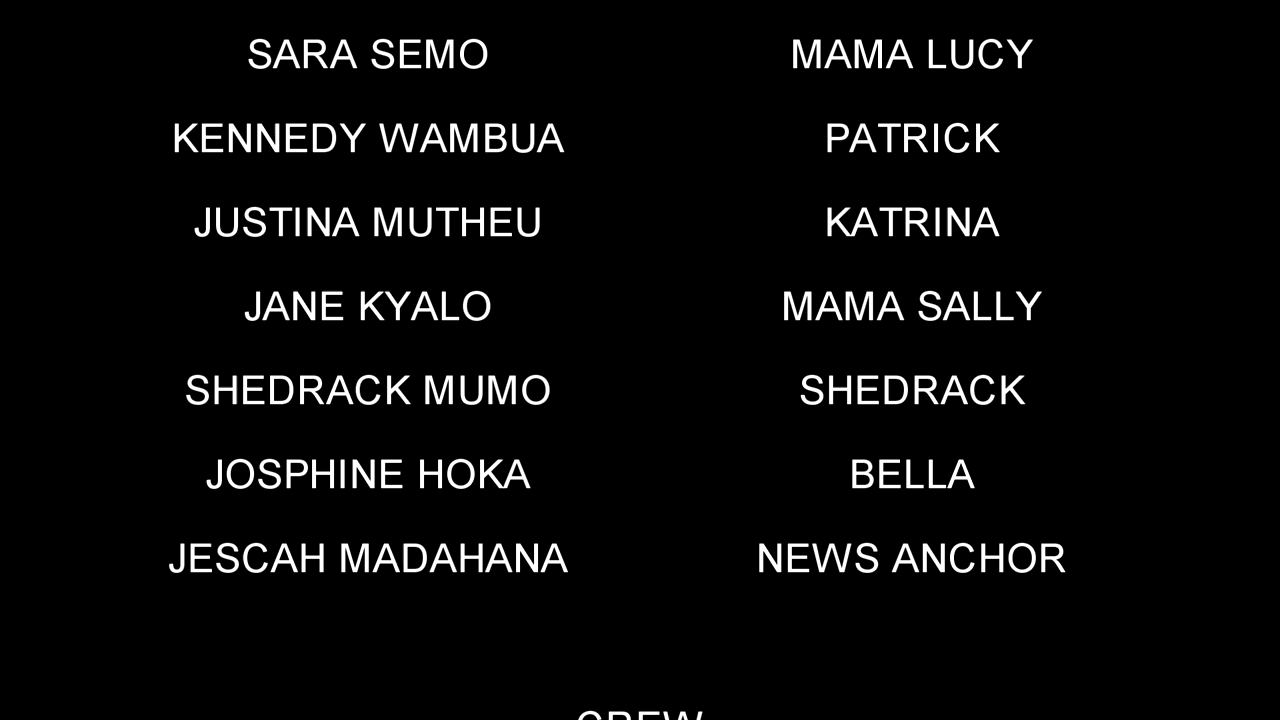 SARA SEMO MAMA LUCY
KENNEDY WAMBUA PATRICK
JUSTINA MUTHEU KATRINA
JANE KYALO MAMA SALLY
SHEDRACK MUMO SHEDRACK
JOSPHINE HOKA BELLA
JESCAH MADAHANA NEWS ANCHOR
CREW